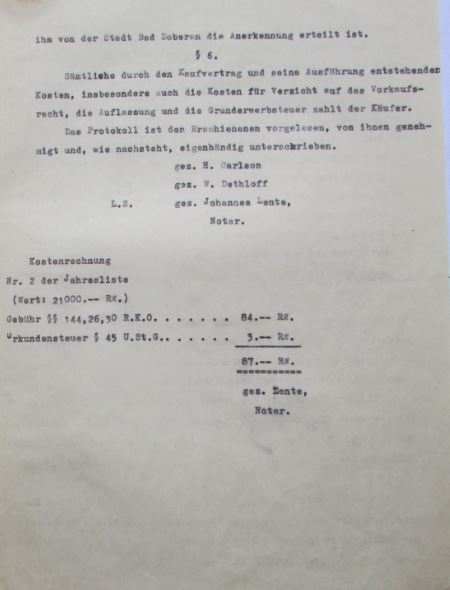 ihm von der Stadt Bad Doberan die Anerkennung erteilt ist.
§ 6.
Sämtliche durch den Kaufvertrag und seine Ausführung entstehenden
Kosten, insbesondere auch die Kosten für Verzicht auf das Vorkaufs-
recht, die Auflassung und die Grunderwerbsteuer zahlt der Käufer.
Das Protokoll ist den Erschienenen vorgelesen, von ihnen geneh-
migt und, wie nachsteht, eigenhändig unterschrieben.
gez. H. Carlson
gez. W. Dethloff
L.S. gez. Johannes Lente,
Notar.
Kostenrechnung
Nr. 2 der Jahresliste
(Wert: 21000.-- RM.)
Gebühr §§ 144,26,30 R.K.O. . . . . . . 84.-- RM.
Urkundensteuer § 45 U.St.G.. . . . . . 3.-- RM.
87.-- RM.
gez. Lente,
Notar.